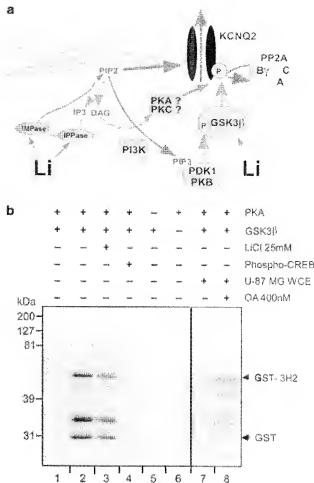 a
KCNQ2
PIP2
P
PP2A
Bγ C
A
PKA ?
PKC ?
IP3 DAG
IMPase
IPPase
P GSK3β
Li
PI3K
PIP3
Li
PDK1
PKB
b
+ + + + − + + + PKA
+ + + + − − + + GSK3β
− − + − − − − − LiCl 25mM
− − − + − − − − Phospho-CREB
− − − − − − + + U-87 MG WCE
− − − − − − − + OA 400nM
kDa
200
127
81
GST- 3H2
39
31
GST
1 2 3 4 5 6 7 8